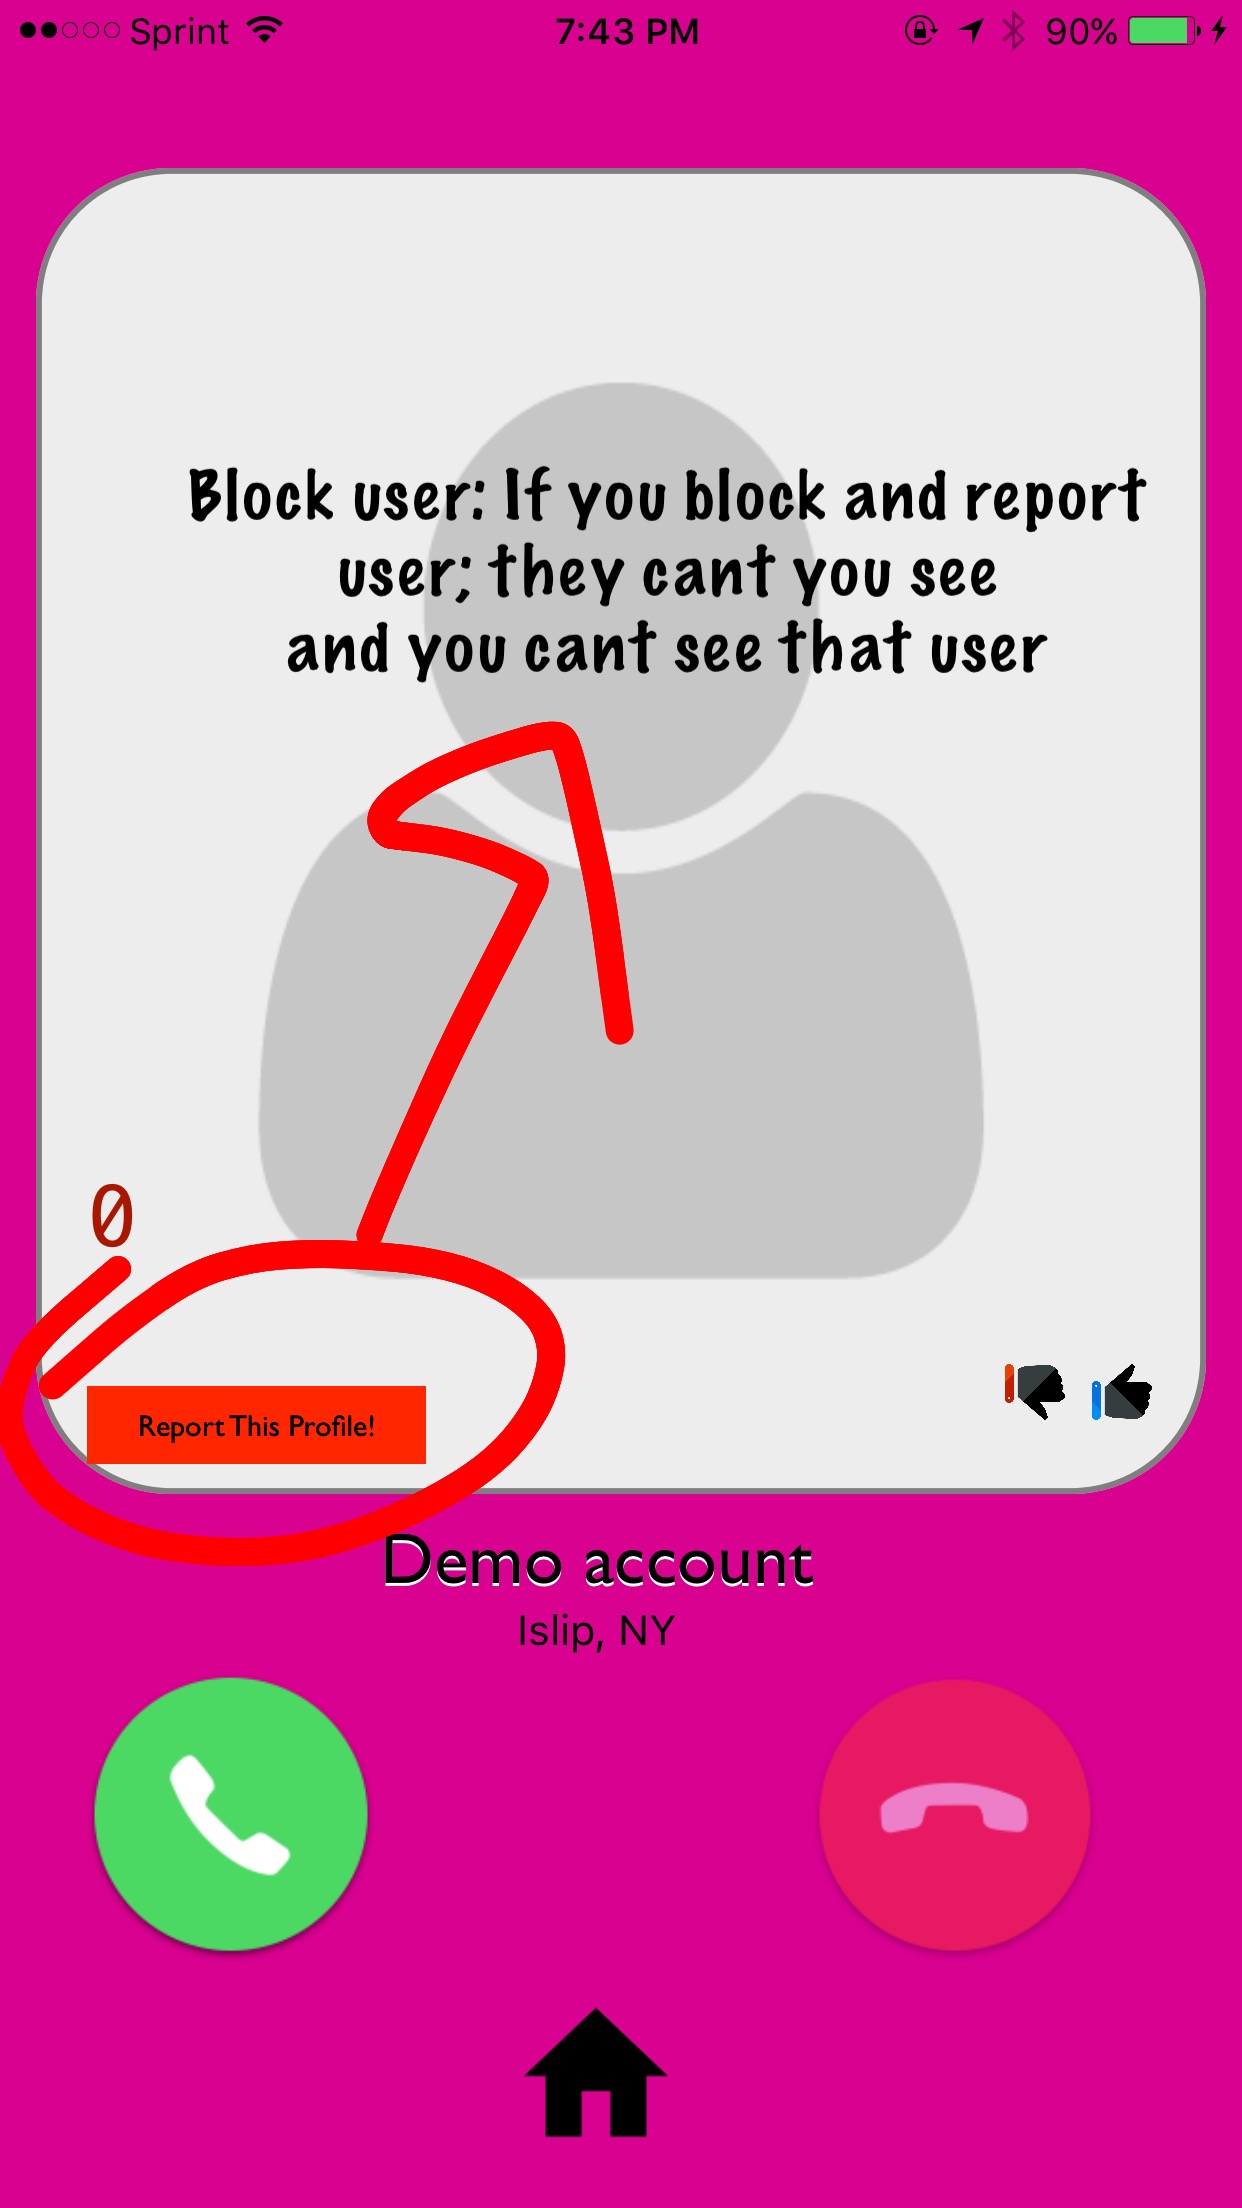 Sprint 7:43 PM 90%
Block user: If you block and report
user; they cant you see
and you cant see that user
0
Report This Profile!
Demo account
Islip, NY